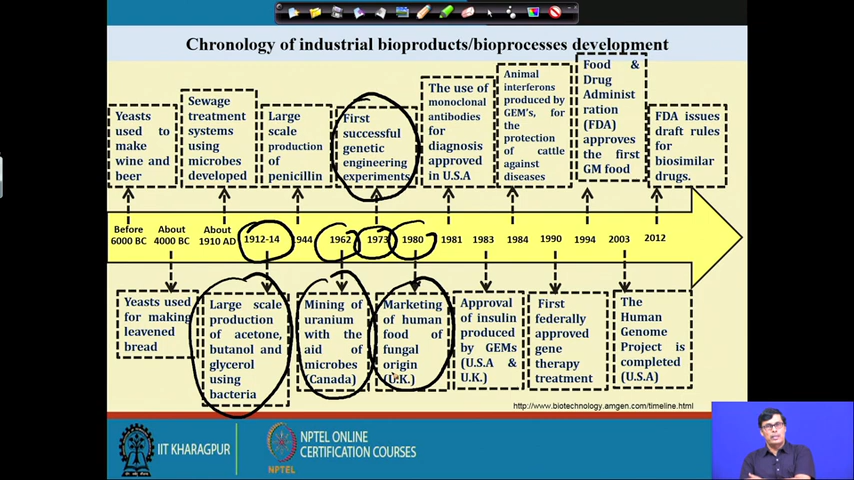 Chronology of industrial bioproducts/bioprocesses development
Yeasts
used to
make
wine and
beer
Sewage
treatment
systems
using
microbes
developed
Large
scale
production
of
penicillin
First
successful
genetic
engineering
experiments
The use of
monoclonal
antibodies
for
diagnosis
approved
in U.S.A
Animal
interferons
produced by
GEM's, for
the
protection
of cattle
against
diseases
Food &
Drug
Administ
ration
(FDA)
approves
the first
GM food
FDA issues
draft rules
for
biosimilar
drugs.
Before
6000 BC
About
4000 BC
About
1910 AD
1912-14
1944
1962
1973
1980
1981
1983
1984
1990
1994
2003
2012
Yeasts used
for making
leavened
bread
Large scale
production
of acetone,
butanol and
glycerol
using
bacteria
Mining of
uranium
with the
aid of
microbes
(Canada)
Marketing
of human
food of
fungal
origin
(U.K.)
Approval
of insulin
produced
by GEMs
(U.S.A &
U.K.)
First
federally
approved
gene
therapy
treatment
The
Human
Genome
Project is
completed
(U.S.A)
http://www.biotechnology.amgen.com/timeline.html
IIT KHARAGPUR
NPTEL
NPTEL ONLINE
CERTIFICATION COURSES